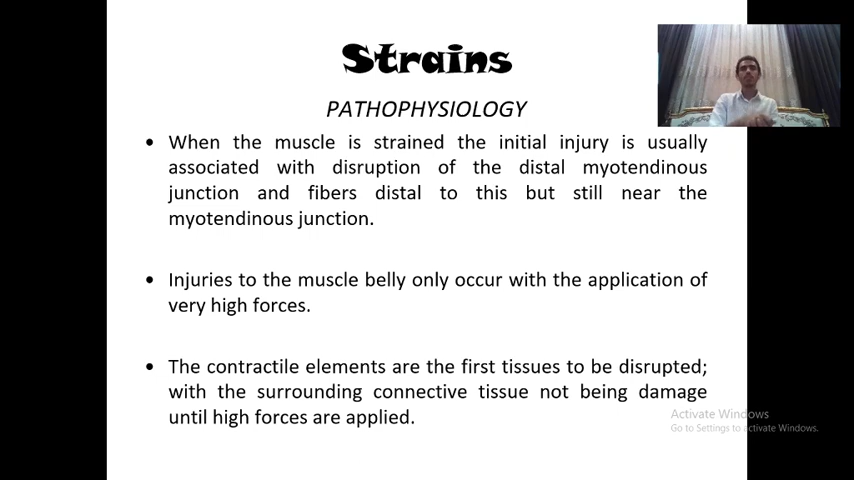 Strains
PATHOPHYSIOLOGY
• When the muscle is strained the initial injury is usually
associated with disruption of the distal myotendinous
junction and fibers distal to this but still near the
myotendinous junction.
• Injuries to the muscle belly only occur with the application of
very high forces.
• The contractile elements are the first tissues to be disrupted;
with the surrounding connective tissue not being damage
until high forces are applied.
Activate Windows
Go to Settings to activate Windows.